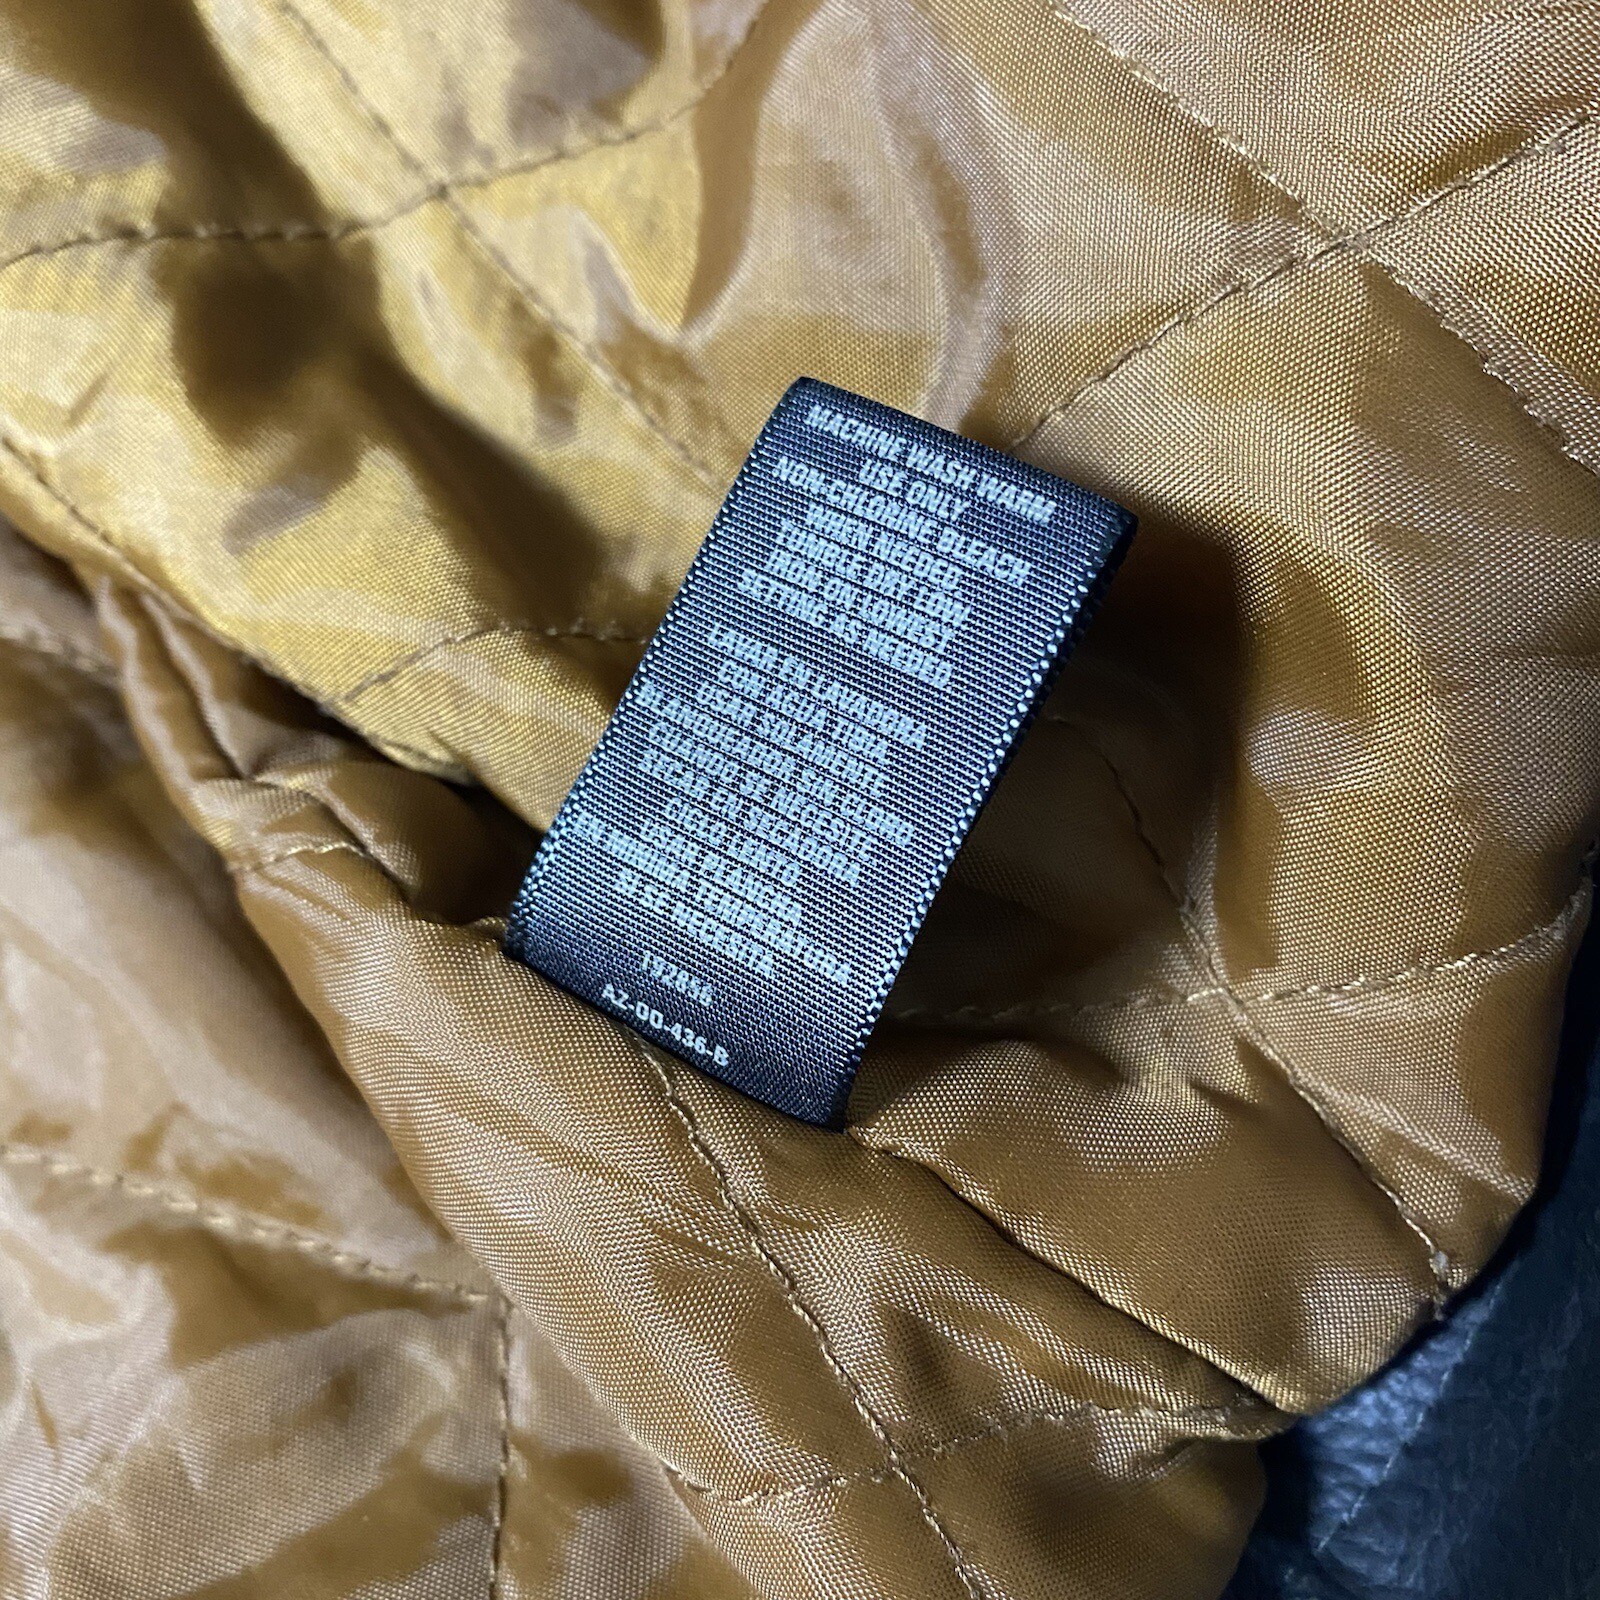 MACHINE WASH WARM
USE ONLY
NON-CHLORINE BLEACH
WHEN NEEDED
TUMBLE DRY LOW
IRON ON LOWEST
SETTING AS NEEDED
LAVAR EN LAVADORA
CON AGUA TIBIA
USAR SOLAMENTE
BLANQUEADOR SIN CLORO
CUANDO SE NECESITE
SECAR EN SECADORA
CICLO LENTO
USAR PLANCHA
EN MINIMA TEMPERATURA
SI SE NECESITA
AZ-00-436-B